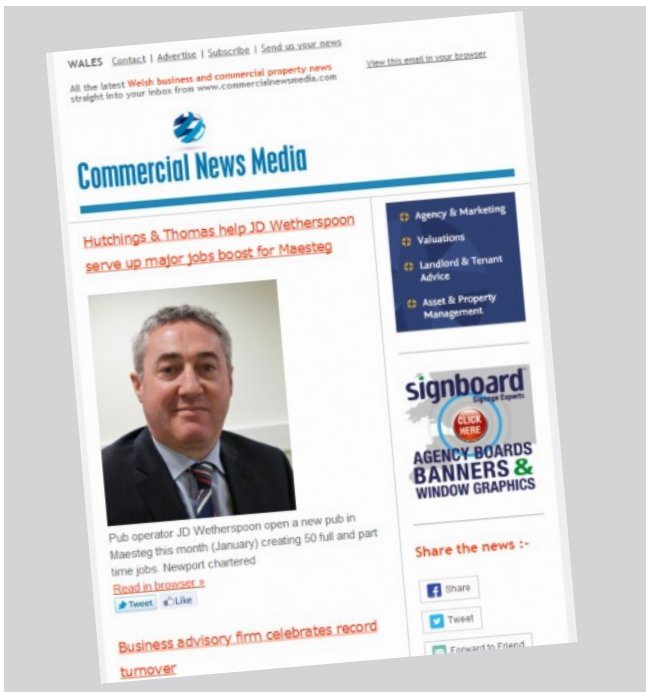 WALES Contact | Advertise | Subscribe | Send us your news
All the latest Welsh business and commercial property news
straight into your inbox from www.commercialnewsmedia.com
View this email in your browser
Commercial News Media
Hutchings & Thomas help JD Wetherspoon
serve up major jobs boost for Maesteg
Pub operator JD Wetherspoon open a new pub in
Maesteg this month (January) creating 50 full and part
time jobs. Newport chartered
Read in browser »
Tweet Like
Business advisory firm celebrates record
turnover
Agency & Marketing
Valuations
Landlord & Tenant
Advice
Asset & Property
Management
signboard
Signage Experts
CLICK
HERE
AGENCY BOARDS
BANNERS &
WINDOW GRAPHICS
Share the news :-
Share
Tweet
Forward to Friend